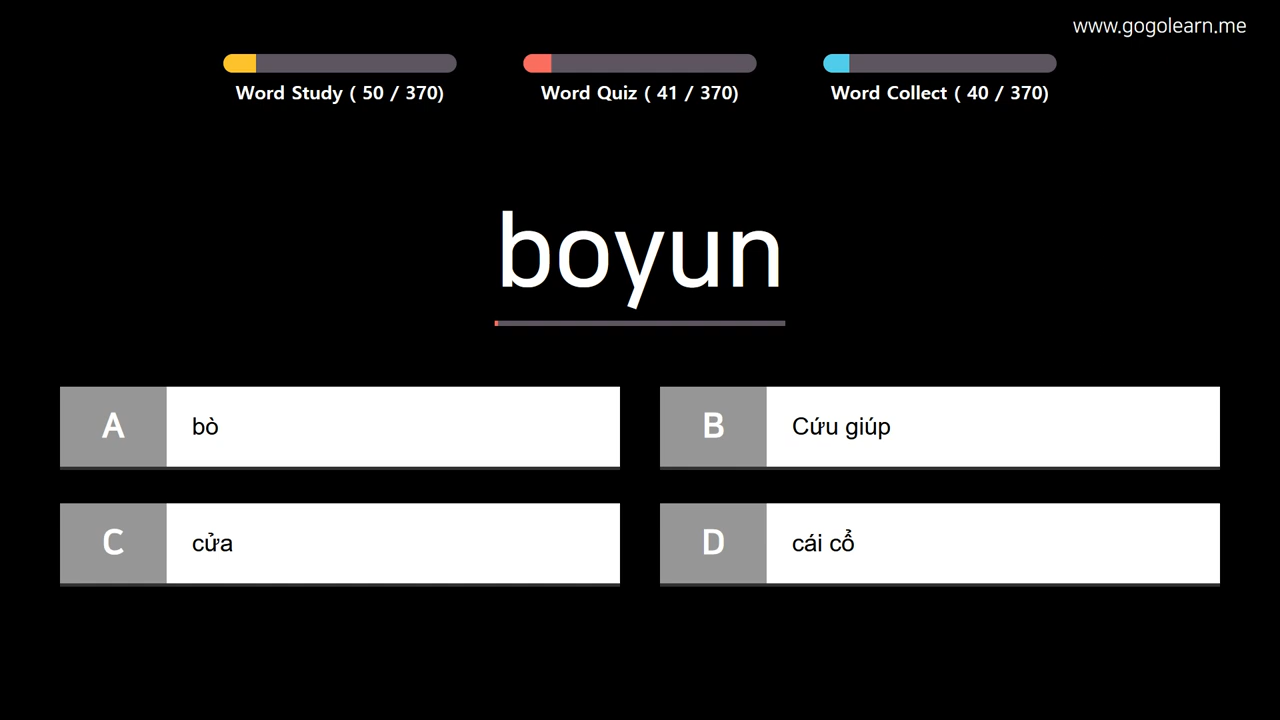 www.gogolearn.me
Word Study ( 50 / 370)
Word Quiz ( 41 / 370)
Word Collect ( 40 / 370)
boyun
A bò
B Cứu giúp
C cửa
D cái cổ